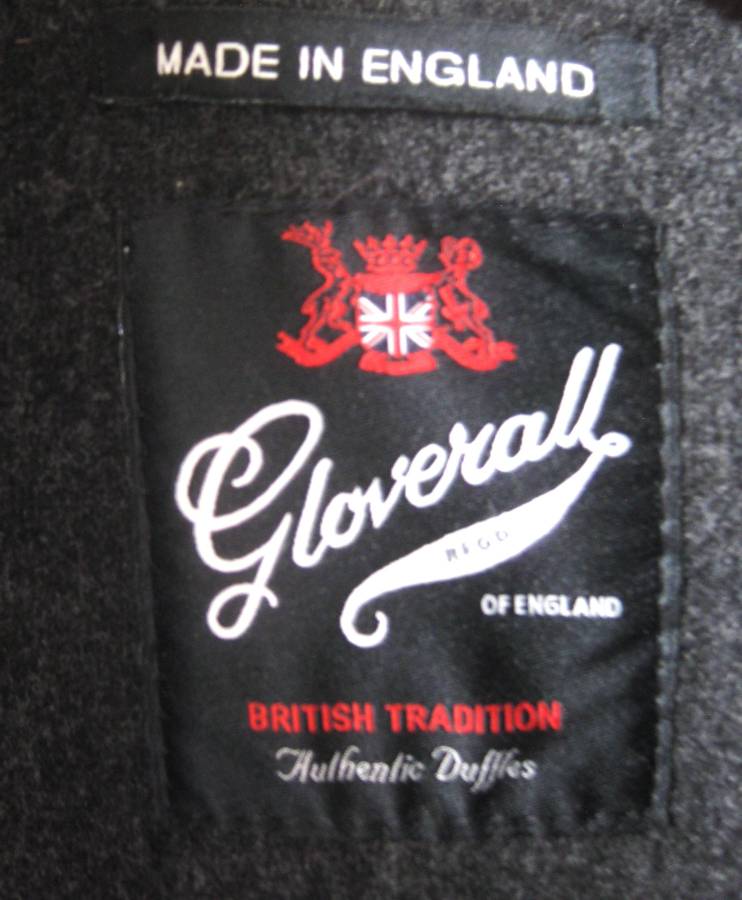 MADE IN ENGLAND
Gloverall
REGD
OF ENGLAND
BRITISH TRADITION
Authentic Duffles